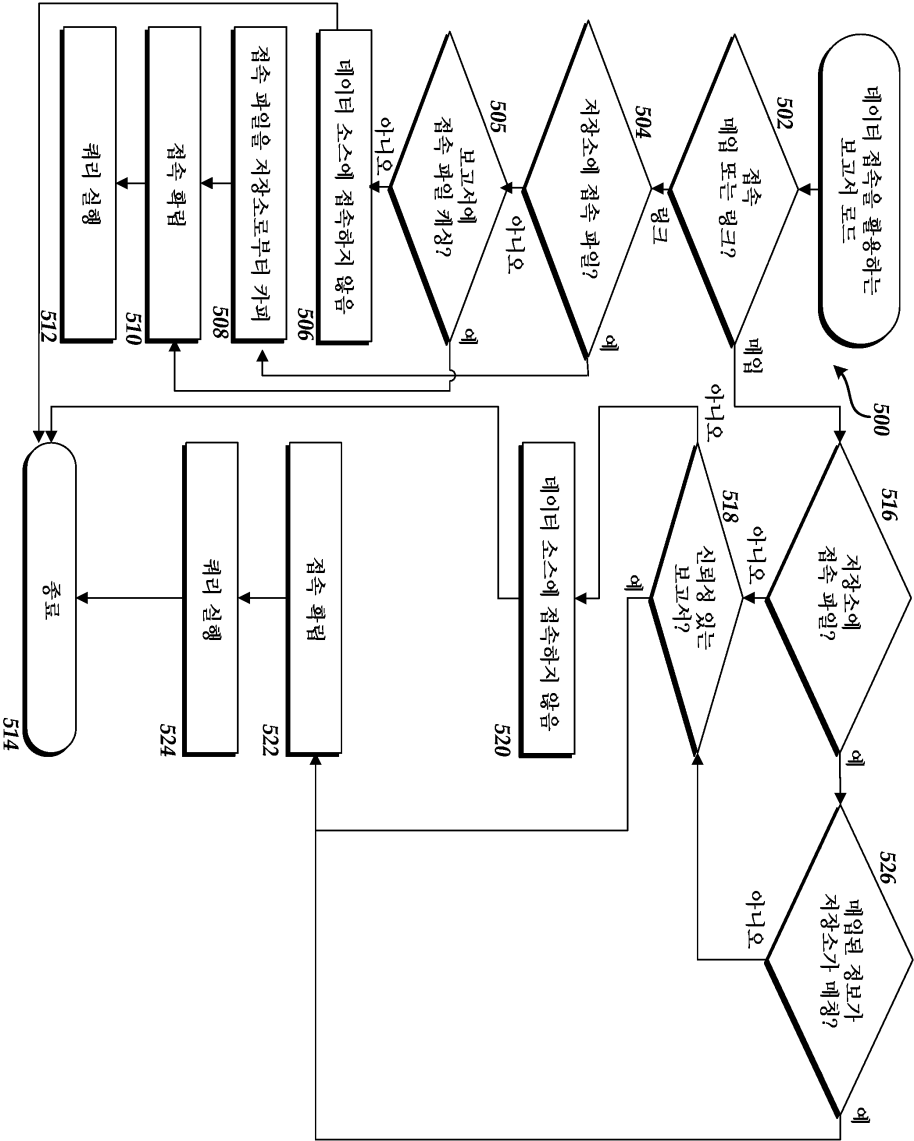 데이터 접속을 활용하는
보고서 로드
500
502
접속
매입 또는 링크?
매입
링크
504
저장소에 접속 파일?
예
아니오
505
보고서에
접속 파일 캐싱?
예
아니오
데이터 소스에 접속하지 않음
506
접속 파일을 저장소로부터 카피
508
접속 확립
510
쿼리 실행
512
516
저장소에
접속 파일?
예
아니오
518
신뢰성 있는
보고서?
아니오
예
데이터 소스에 접속하지 않음
520
접속 확립
522
쿼리 실행
524
종료
514
526
매입된 정보가
저장소가 매칭?
아니오
예